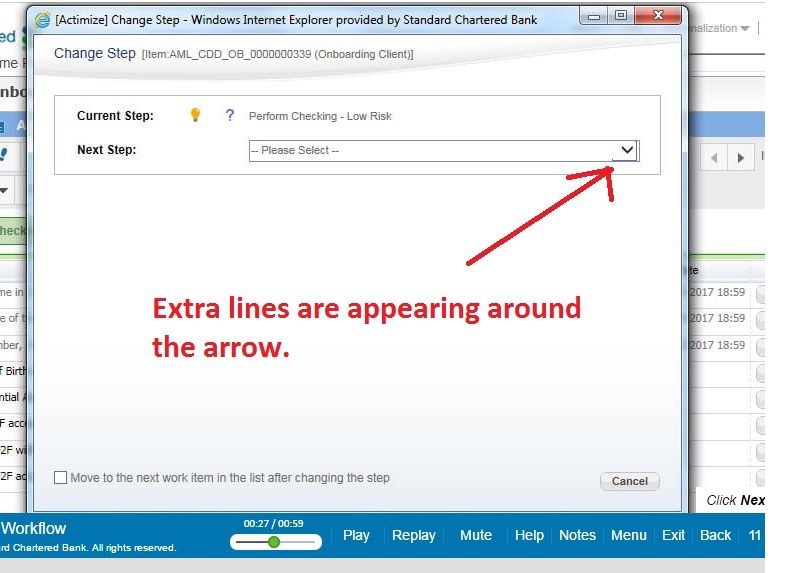 [Actimize] Change Step - Windows Internet Explorer provided by Standard Chartered Bank
ed
nalization
Change Step [Item:AML_CDD_OB_0000000339 (Onboarding Client)]
me
nbo
A
Current Step: ? Perform Checking - Low Risk
Next Step: -- Please Select --
heck
te
me in
2017 18:59
e of t
2017 18:59
mber,
2017 18:59
Extra lines are appearing around
the arrow.
f Birth
ential A
F acc
2F wi
2F ac
Move to the next work item in the list after changing the step
Cancel
Click Nex
Workflow
00:27 / 00:59
Play Replay Mute Help Notes Menu Exit Back 11
rd Chartered Bank. All rights reserved.